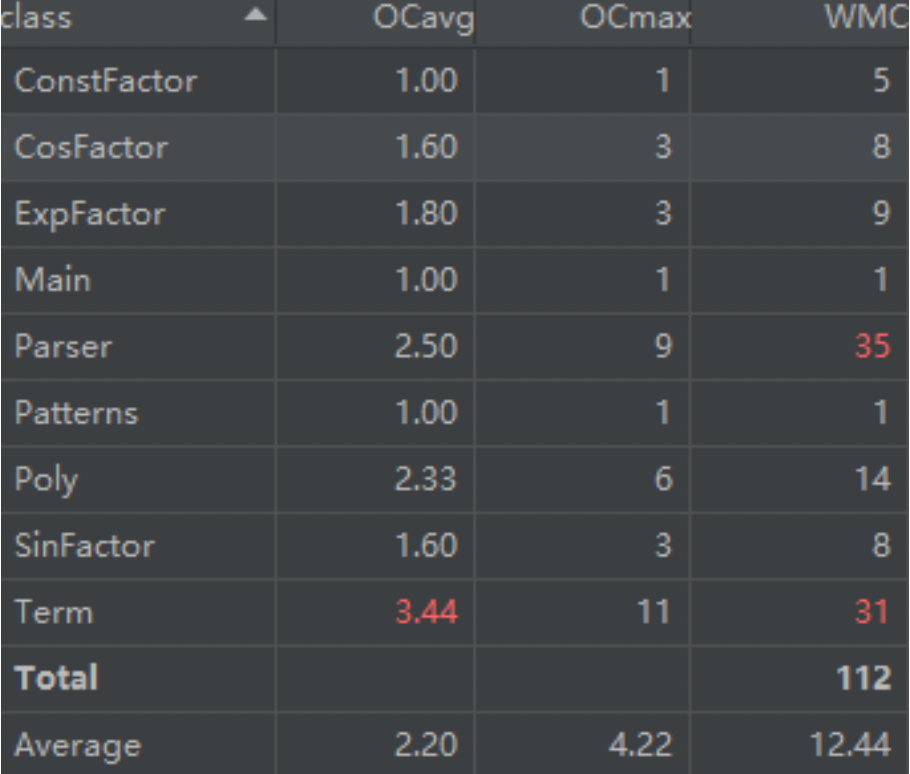 class OCavg OCmax WMC
ConstFactor 1.00 1 5
CosFactor 1.60 3 8
ExpFactor 1.80 3 9
Main 1.00 1 1
Parser 2.50 9 35
Patterns 1.00 1 1
Poly 2.33 6 14
SinFactor 1.60 3 8
Term 3.44 11 31
Total 112
Average 2.20 4.22 12.44